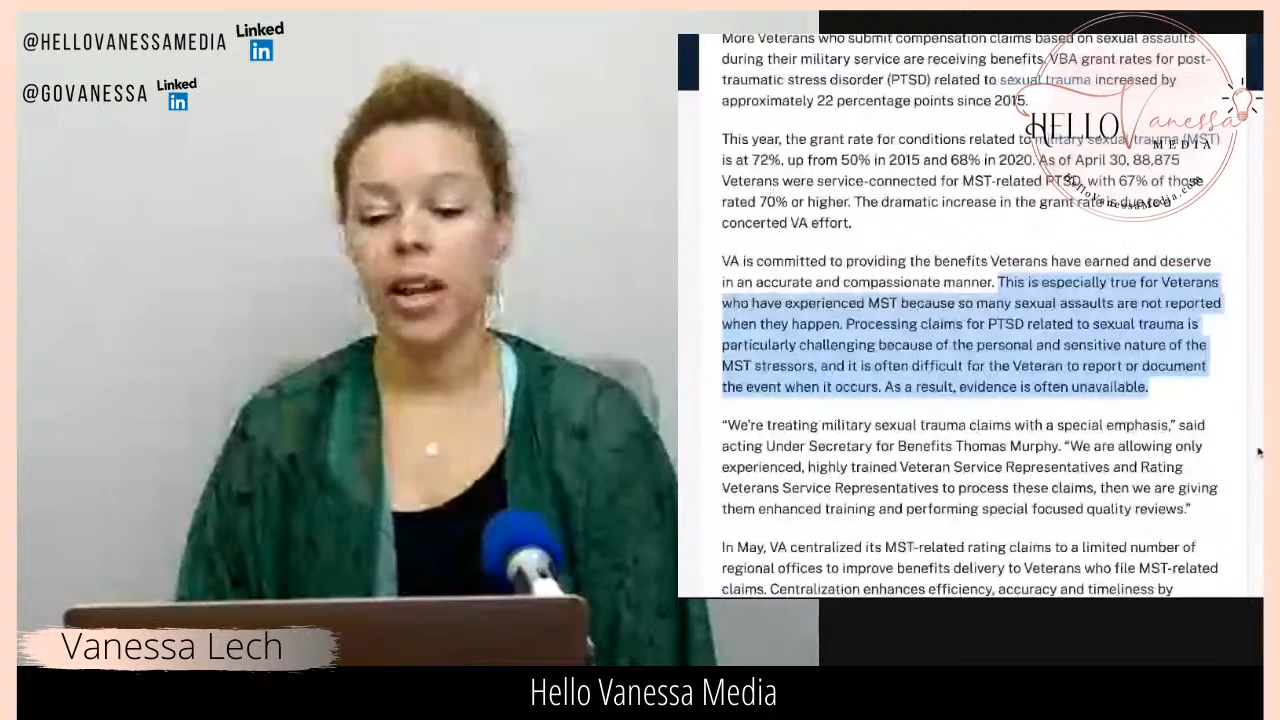 @HELLOVANESSAMEDIA
Linked
in
@GOVANESSA
Linked
in
More Veterans who submit compensation claims based on sexual assaults
during their military service are receiving benefits. VBA grant rates for post-
traumatic stress disorder (PTSD) related to sexual trauma increased by
approximately 22 percentage points since 2015.
This year, the grant rate for conditions related to military sexual trauma (MST)
is at 72%, up from 50% in 2015 and 68% in 2020. As of April 30, 88,875
Veterans were service-connected for MST-related PTSD, with 67% of those
rated 70% or higher. The dramatic increase in the grant rate is due to a
concerted VA effort.
VA is committed to providing the benefits Veterans have earned and deserve
in an accurate and compassionate manner. This is especially true for Veterans
who have experienced MST because so many sexual assaults are not reported
when they happen. Processing claims for PTSD related to sexual trauma is
particularly challenging because of the personal and sensitive nature of the
MST stressors, and it is often difficult for the Veteran to report or document
the event when it occurs. As a result, evidence is often unavailable.
“We’re treating military sexual trauma claims with a special emphasis,” said
acting Under Secretary for Benefits Thomas Murphy. “We are allowing only
experienced, highly trained Veteran Service Representatives and Rating
Veterans Service Representatives to process these claims, then we are giving
them enhanced training and performing special focused quality reviews.”
In May, VA centralized its MST-related rating claims to a limited number of
regional offices to improve benefits delivery to Veterans who file MST-related
claims. Centralization enhances efficiency, accuracy and timeliness by
HELLO Vanessa
MEDIA
HelloVanessaMedia.com
Vanessa Lech
Hello Vanessa Media